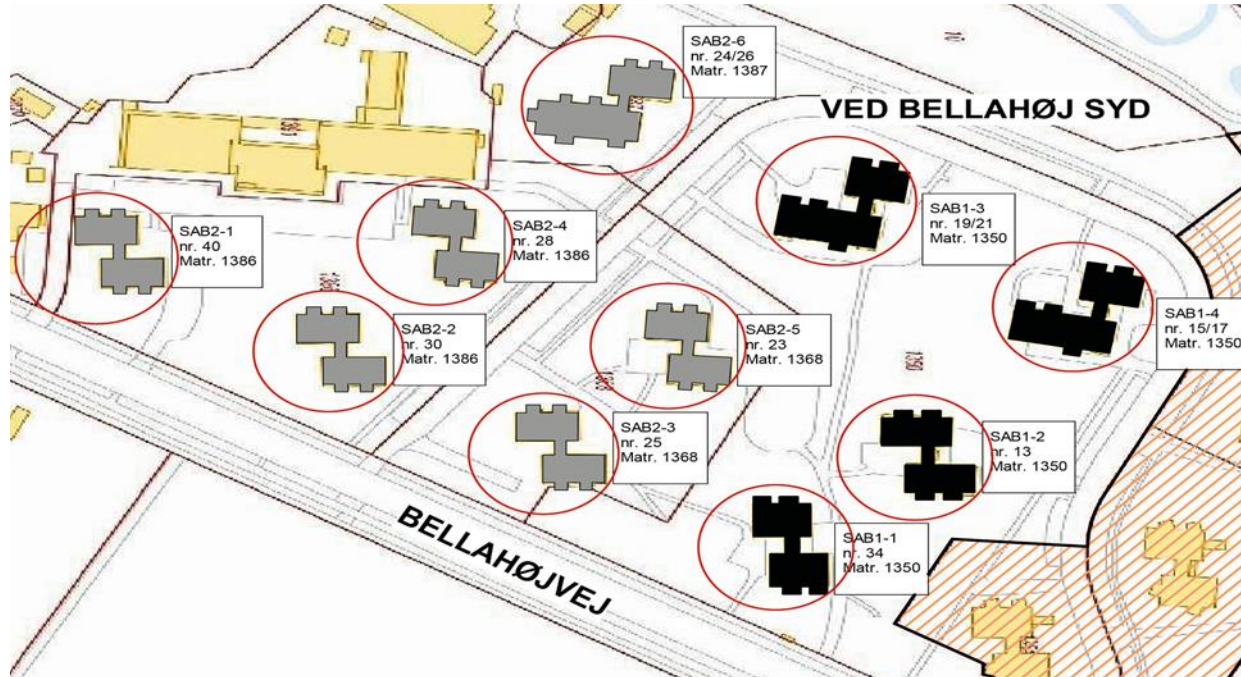 SAB2-6
nr. 24/26
Matr. 1387
VED BELLAHØJ SYD
SAB1-3
nr. 19/21
Matr. 1350
SAB2-4
nr. 28
Matr. 1386
SAB2-1
nr. 40
Matr. 1386
SAB1-4
nr. 15/17
Matr. 1350
SAB2-2
nr. 30
Matr. 1386
SAB2-5
nr. 23
Matr. 1368
1350
SAB2-3
nr. 25
Matr. 1368
SAB1-2
nr. 13
Matr. 1350
SAB1-1
nr. 34
Matr. 1350
BELLAHØJVEJ